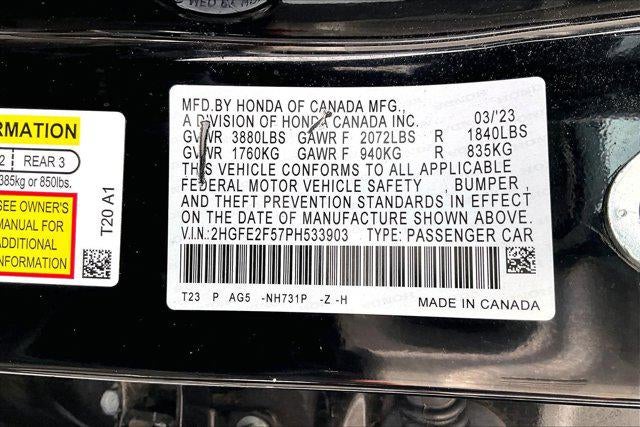 MFD.BY HONDA OF CANADA MFG.,
A DIVISION OF HONDA CANADA INC. 03/'23
GVWR 3880LBS GAWR F 2072LBS R 1840LBS
GVWR 1760KG GAWR F 940KG R 835KG
THIS VEHICLE CONFORMS TO ALL APPLICABLE
FEDERAL MOTOR VEHICLE SAFETY , BUMPER ,
AND THEFT PREVENTION STANDARDS IN EFFECT
ON THE DATE OF MANUFACTURE SHOWN ABOVE.
V.I.N.:2HGFE2F57PH533903 TYPE: PASSENGER CAR
T23 P AG5 -NH731P -Z -H
MADE IN CANADA
2 REAR 3
385kg or 850lbs.
SEE OWNER'S
MANUAL FOR
ADDITIONAL
INFORMATION
T20 A1